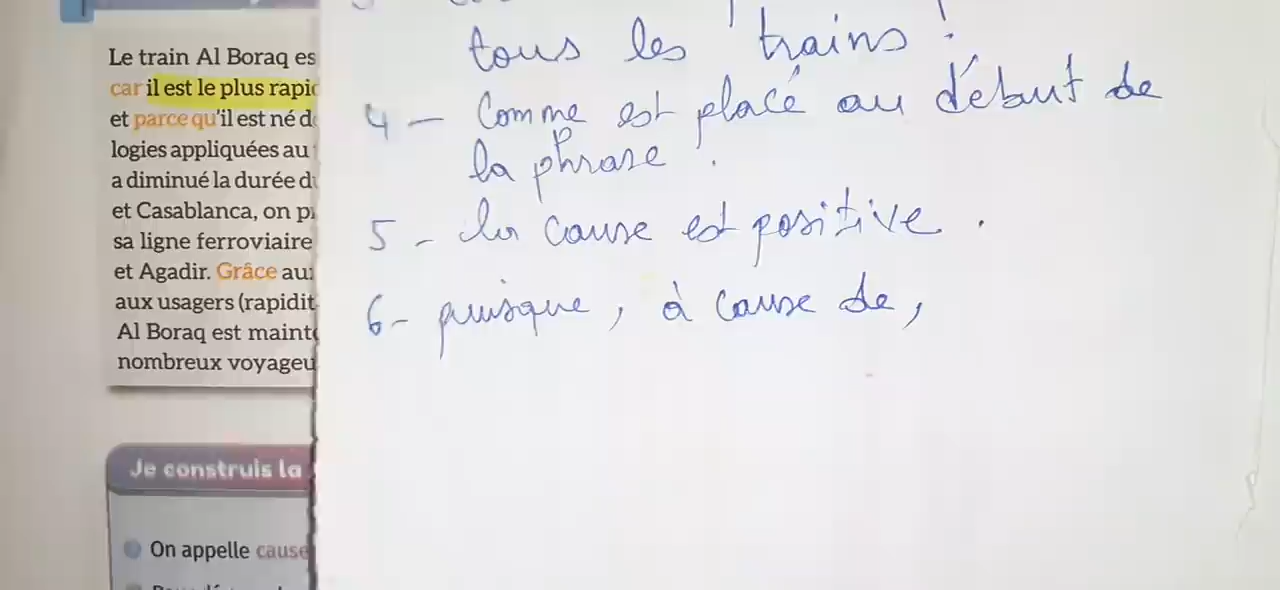 tous les trains !
Le train Al Boraq es
car il est le plus rapid
et parce qu'il est né d
4 - Comme est placé au début de
la phrase.
logies appliquées au
a diminué la durée d
et Casablanca, on p
5 - la cause est positive.
sa ligne ferroviaire
et Agadir. Grâce au
aux usagers (rapidit
6 - puisque, à cause de,
Al Boraq est maint
nombreux voyageu
Je construis la
On appelle cause